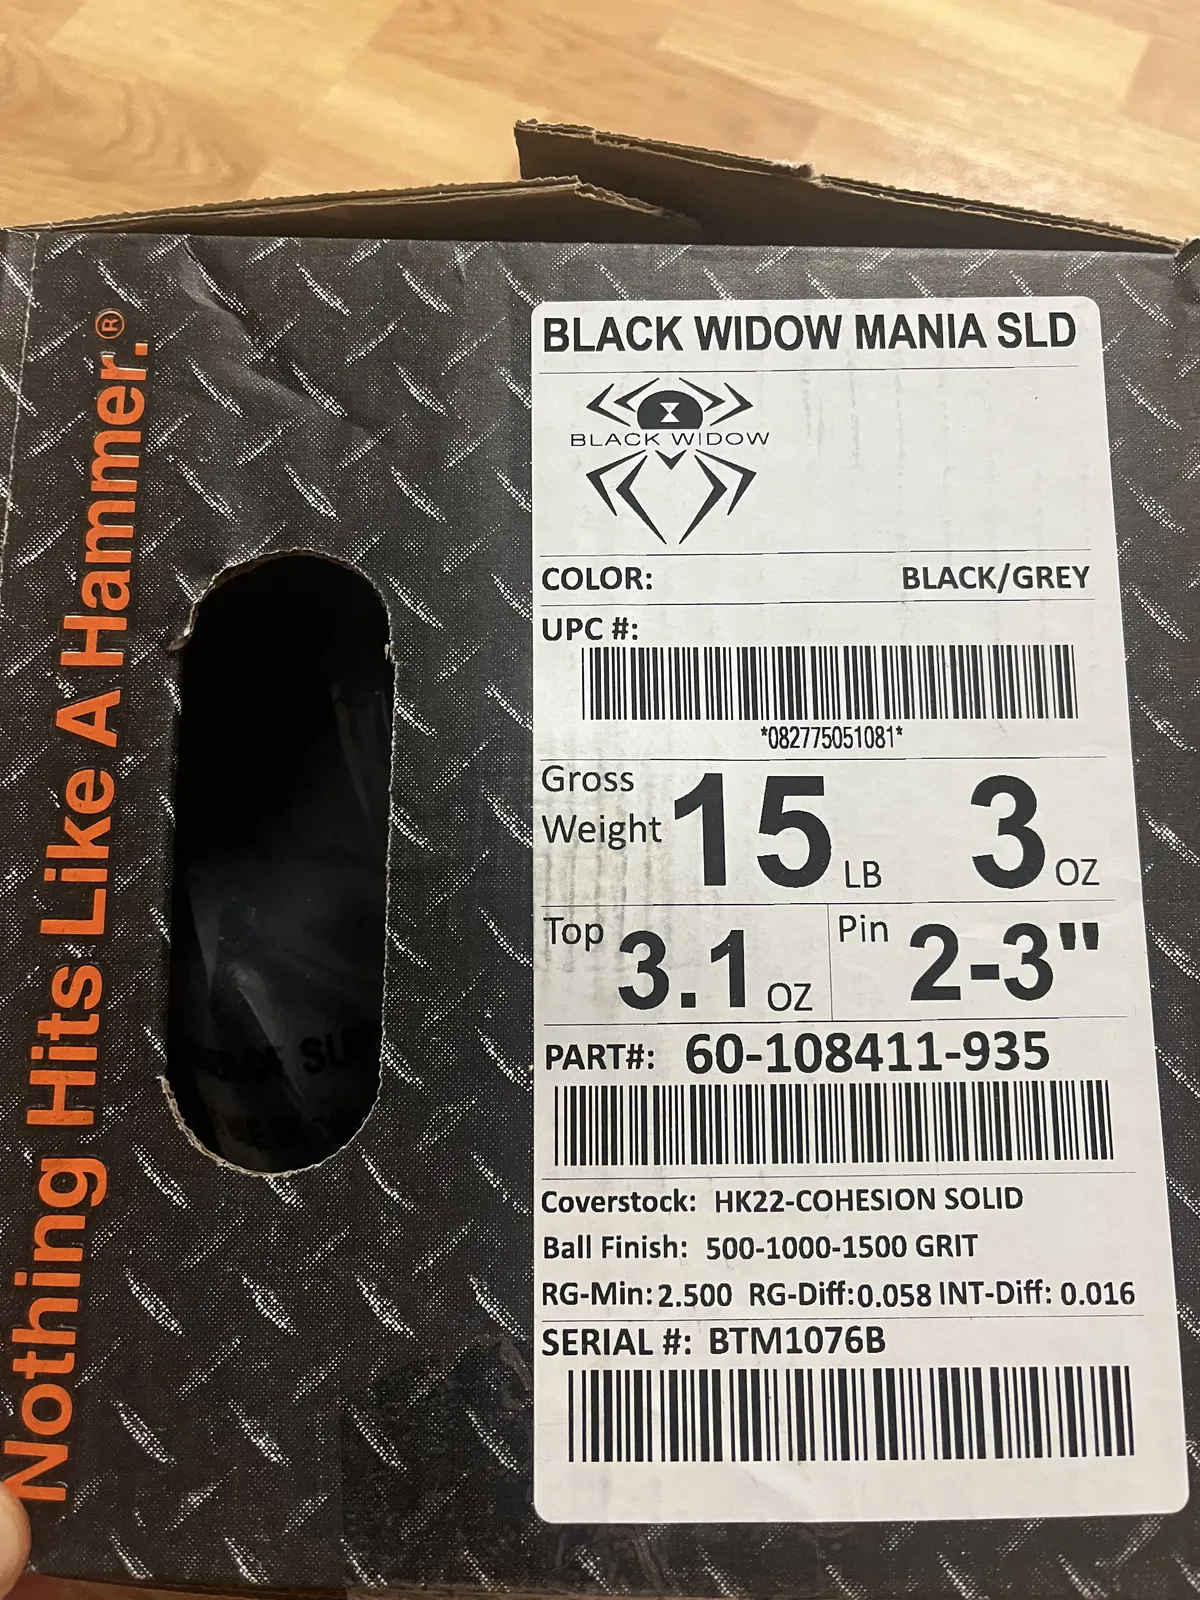 Nothing Hits Like A Hammer.®
BLACK WIDOW MANIA SLD
BLACK WIDOW
COLOR: BLACK/GREY
UPC #:
*082775051081*
Gross Weight 15 LB 3 OZ
Top 3.1 OZ Pin 2-3"
PART#: 60-108411-935
Coverstock: HK22-COHESION SOLID
Ball Finish: 500-1000-1500 GRIT
RG-Min: 2.500 RG-Diff: 0.058 INT-Diff: 0.016
SERIAL #: BTM1076B